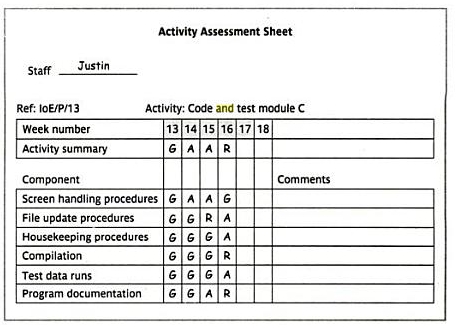 Activity Assessment Sheet
Staff Justin
Ref: IoE/P/13 Activity: Code and test module C
Week number 13 14 15 16 17 18
Activity summary G A A R
Component Comments
Screen handling procedures G A A G
File update procedures G G R A
Housekeeping procedures G G G A
Compilation G G G R
Test data runs G G G A
Program documentation G G A R